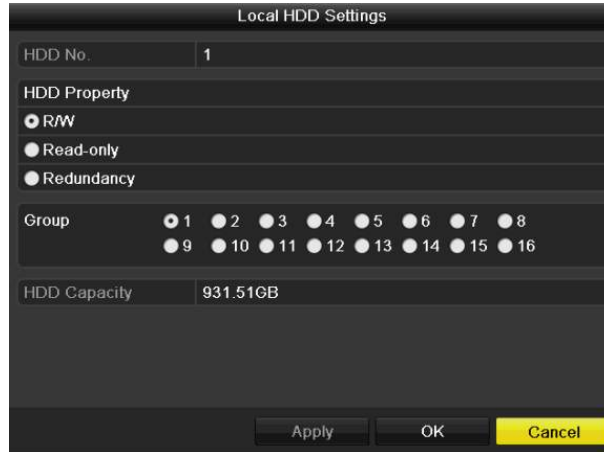 Local HDD Settings
HDD No. 1
HDD Property
R/W
Read-only
Redundancy
Group 1 2 3 4 5 6 7 8
9 10 11 12 13 14 15 16
HDD Capacity 931.51GB
Apply OK Cancel